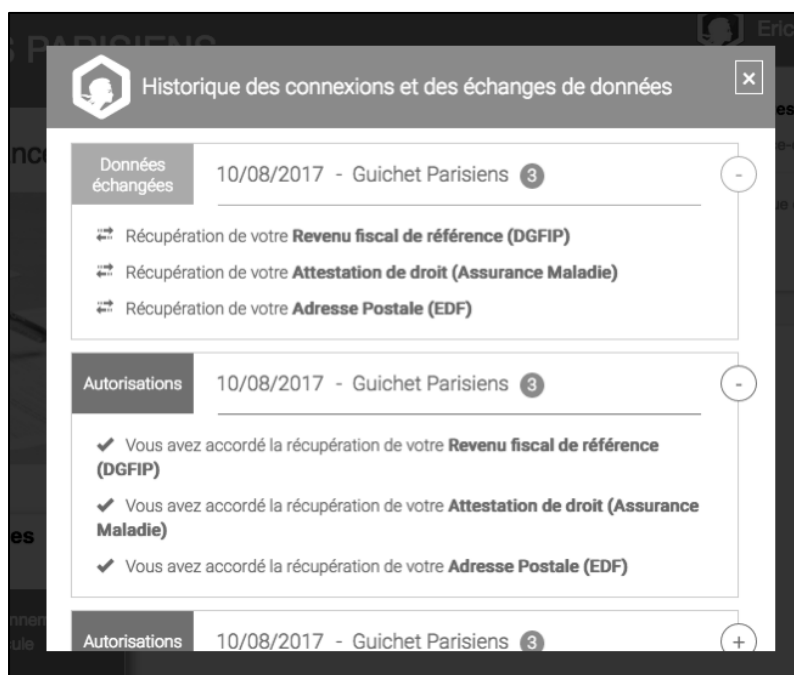 PARISIENS
Eric
Historique des connexions et des échanges de données
×
Données
échangées
10/08/2017 - Guichet Parisiens 3
-
Récupération de votre Revenu fiscal de référence (DGFIP)
Récupération de votre Attestation de droit (Assurance Maladie)
Récupération de votre Adresse Postale (EDF)
Autorisations
10/08/2017 - Guichet Parisiens 3
-
Vous avez accordé la récupération de votre Revenu fiscal de référence
(DGFIP)
Vous avez accordé la récupération de votre Attestation de droit (Assurance
Maladie)
Vous avez accordé la récupération de votre Adresse Postale (EDF)
Autorisations
10/08/2017 - Guichet Parisiens 3
+